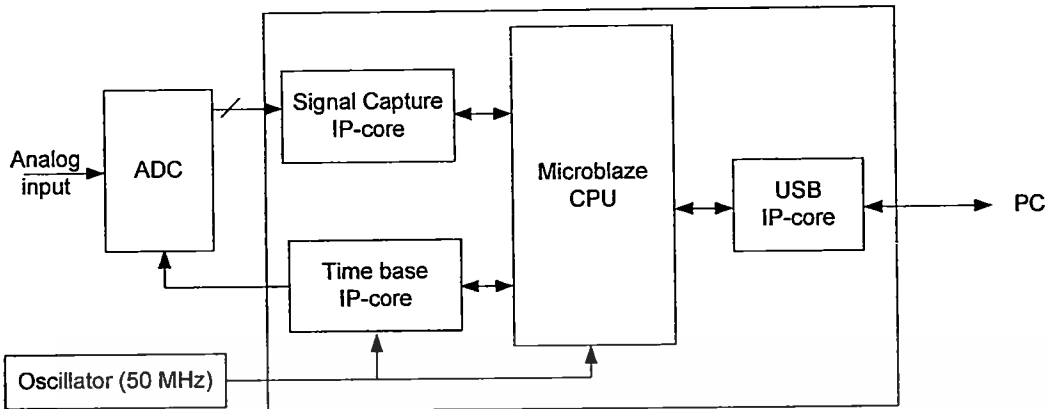 Signal Capture
IP-core
Analog
input
ADC
Microblaze
CPU
USB
IP-core
PC
Time base
IP-core
Oscillator (50 MHz)